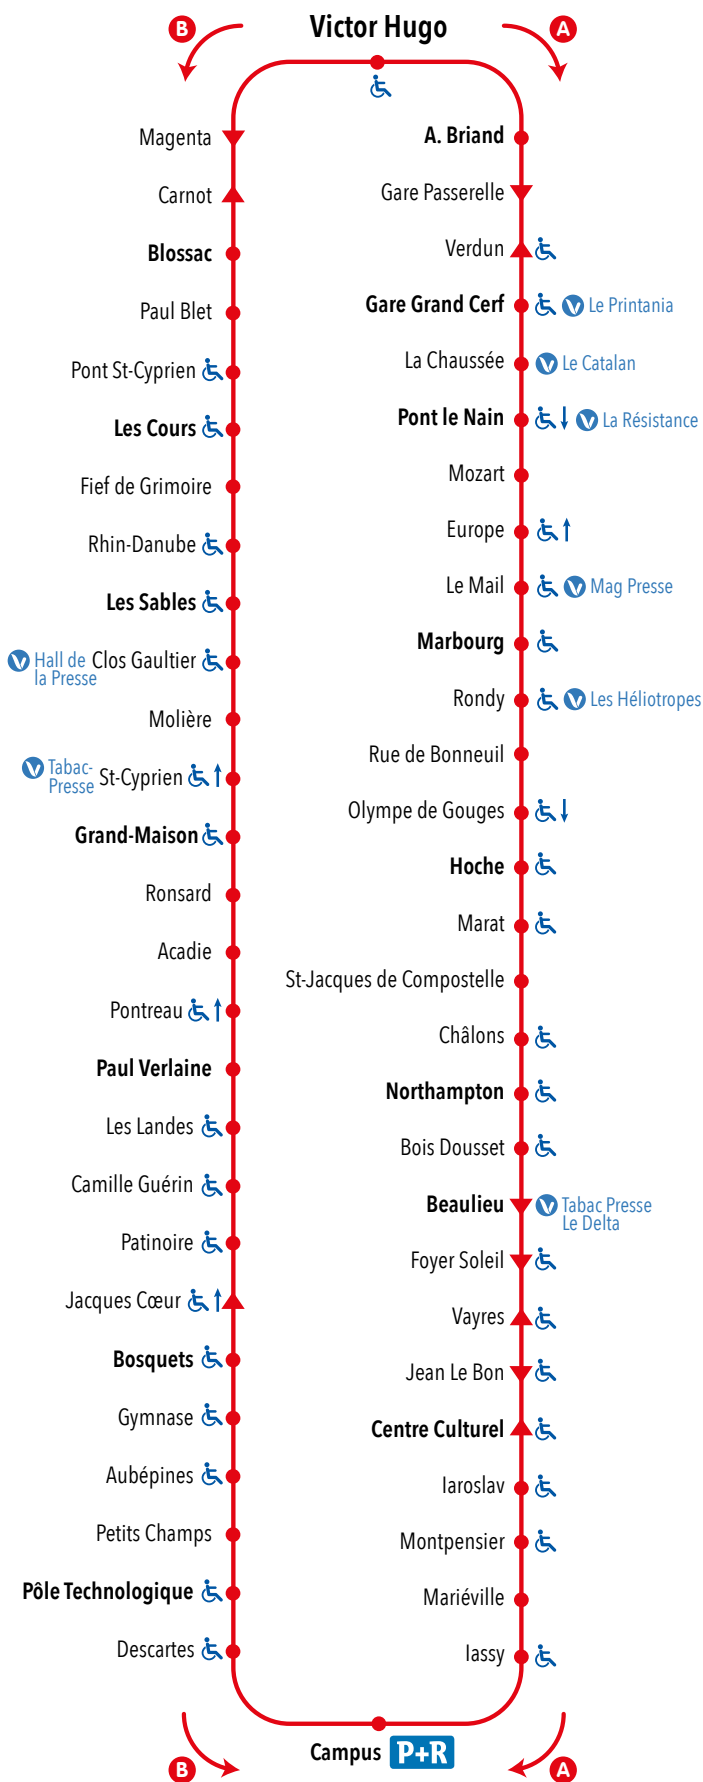 B
Victor Hugo
A
Magenta
Carnot
Blossac
Paul Blet
Pont St-Cyprien
Les Cours
Fief de Grimoire
Rhin-Danube
Les Sables
Hall de
la Presse
Clos Gaultier
Molière
Tabac-
Presse
St-Cyprien
Grand-Maison
Ronsard
Acadie
Pontreau
Paul Verlaine
Les Landes
Camille Guérin
Patinoire
Jacques Cœur
Bosquets
Gymnase
Aubépines
Petits Champs
Pôle Technologique
Descartes
A. Briand
Gare Passerelle
Verdun
Gare Grand Cerf
V Le Printania
La Chaussée
V Le Catalan
Pont le Nain
V La Résistance
Mozart
Europe
Le Mail
V Mag Presse
Marbourg
Rondy
V Les Héliotropes
Rue de Bonneuil
Olympe de Gouges
Hoche
Marat
St-Jacques de Compostelle
Châlons
Northampton
Bois Dousset
Beaulieu
V Tabac Presse
Le Delta
Foyer Soleil
Vayres
Jean Le Bon
Centre Culturel
Iaroslav
Montpensier
Mariéville
Iassy
B
Campus P+R
A